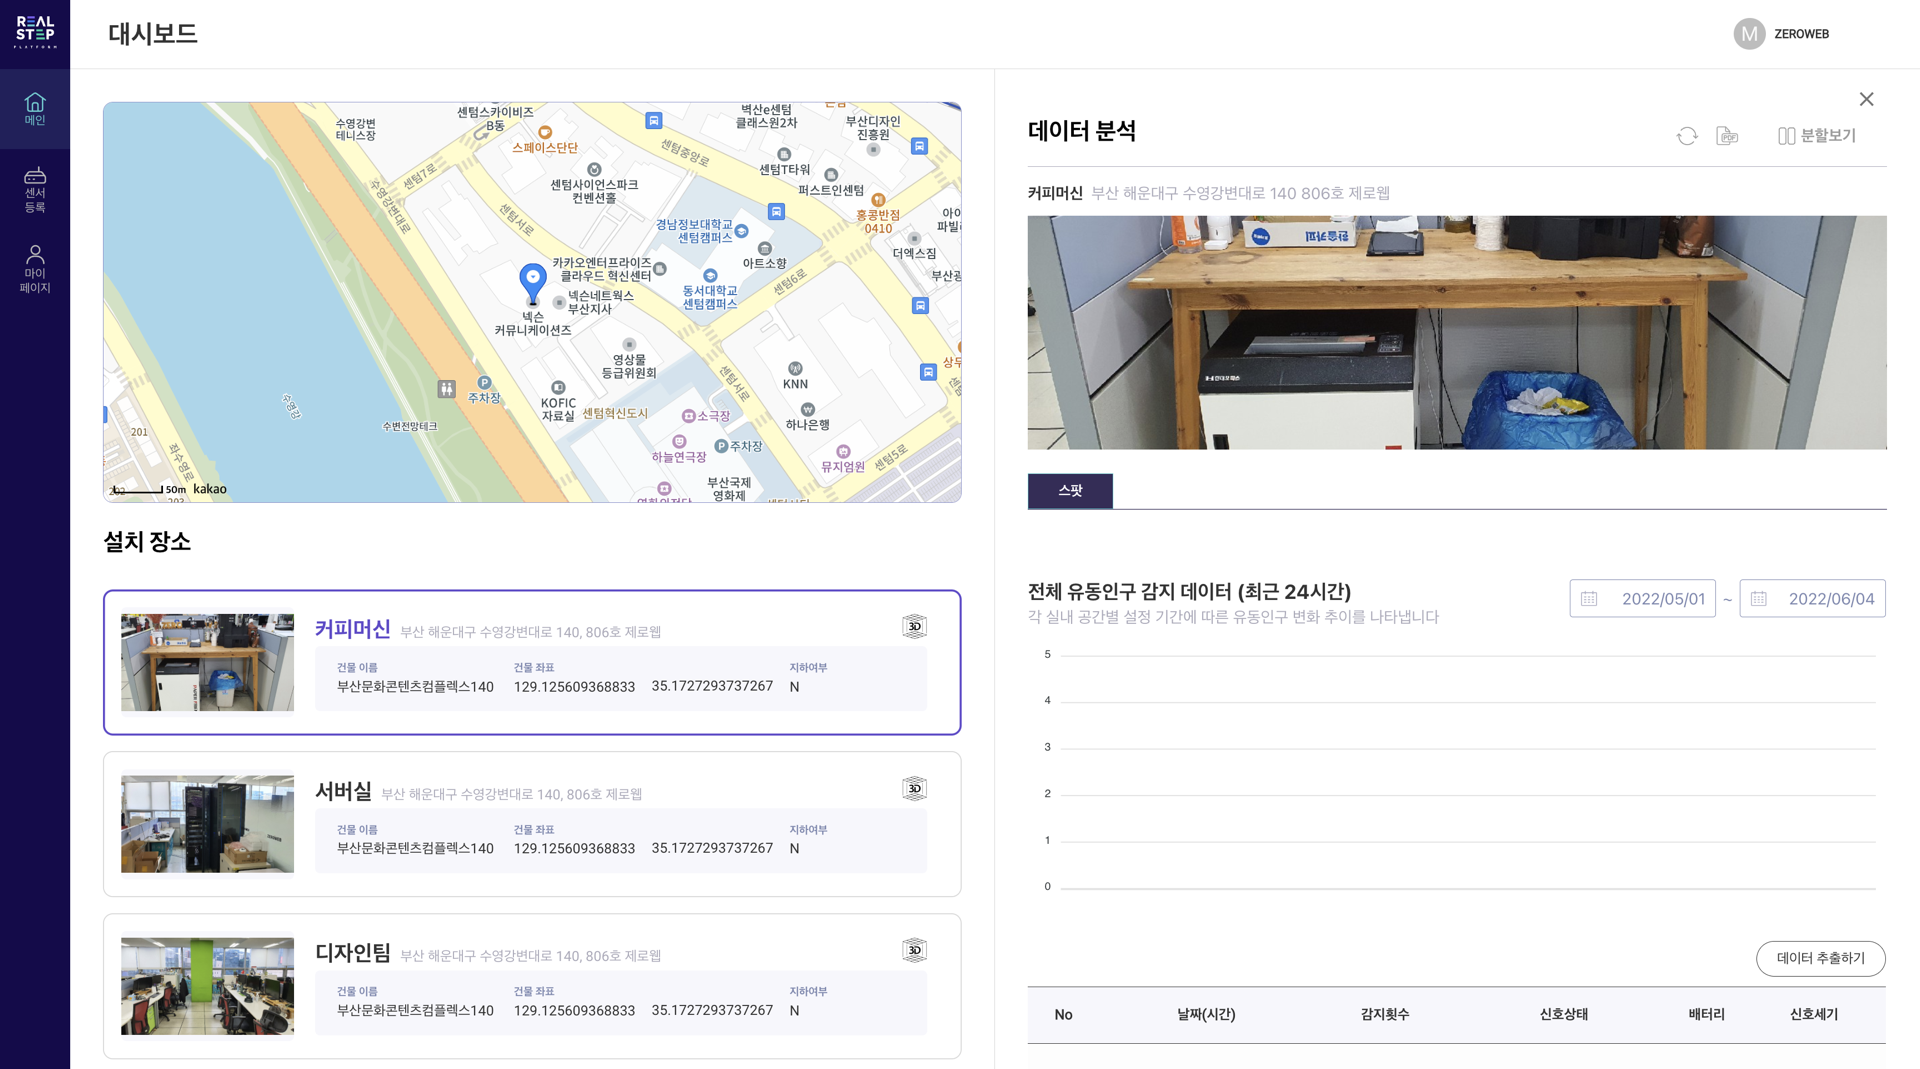 REAL
STEP
PLATFORM
대시보드
M ZEROWEB
메인
센서
등록
마이
페이지
센텀스카이비즈
B동
벽산e센텀
클래스원2차
부산디자인
진흥원
수영강변
테니스장
스페이스단단
센텀중앙로
센텀T타워
센텀7로
센텀사이언스파크
컨벤션홀
퍼스트인센텀
수영강변대로
센텀서로
홍콩반점
0410
경남정보대학교
센텀캠퍼스
더엑스짐
아트소향
카카오엔터프라이즈
클라우드 혁신센터
동서대학교
센텀캠퍼스
센텀6로
넥슨네트웍스
부산지사
넥슨
커뮤니케이션즈
영상물
등급위원회
KNN
센텀서로
P
주차장
KOFIC
자료실
센텀혁신도시
소극장
하나은행
수영강
수변전망테크
P 주차장
하늘연극장
뮤지엄원
센텀5로
201
좌수영로
부산국제
영화제
202
50m kakao
설치 장소
커피머신 부산 해운대구 수영강변대로 140, 806호 제로웹
3D
건물 이름 건물 좌표 지하여부
부산문화콘텐츠컴플렉스140 129.125609368833 35.1727293737267 N
서버실 부산 해운대구 수영강변대로 140, 806호 제로웹
3D
건물 이름 건물 좌표 지하여부
부산문화콘텐츠컴플렉스140 129.125609368833 35.1727293737267 N
디자인팀 부산 해운대구 수영강변대로 140, 806호 제로웹
3D
건물 이름 건물 좌표 지하여부
부산문화콘텐츠컴플렉스140 129.125609368833 35.1727293737267 N
데이터 분석
PDF
분할보기
커피머신 부산 해운대구 수영강변대로 140 806호 제로웹
스팟
전체 유동인구 감지 데이터 (최근 24시간)
각 실내 공간별 설정 기간에 따른 유동인구 변화 추이를 나타냅니다
2022/05/01 ~ 2022/06/04
5
4
3
2
1
0
데이터 추출하기
No 날짜(시간) 감지횟수 신호상태 배터리 신호세기